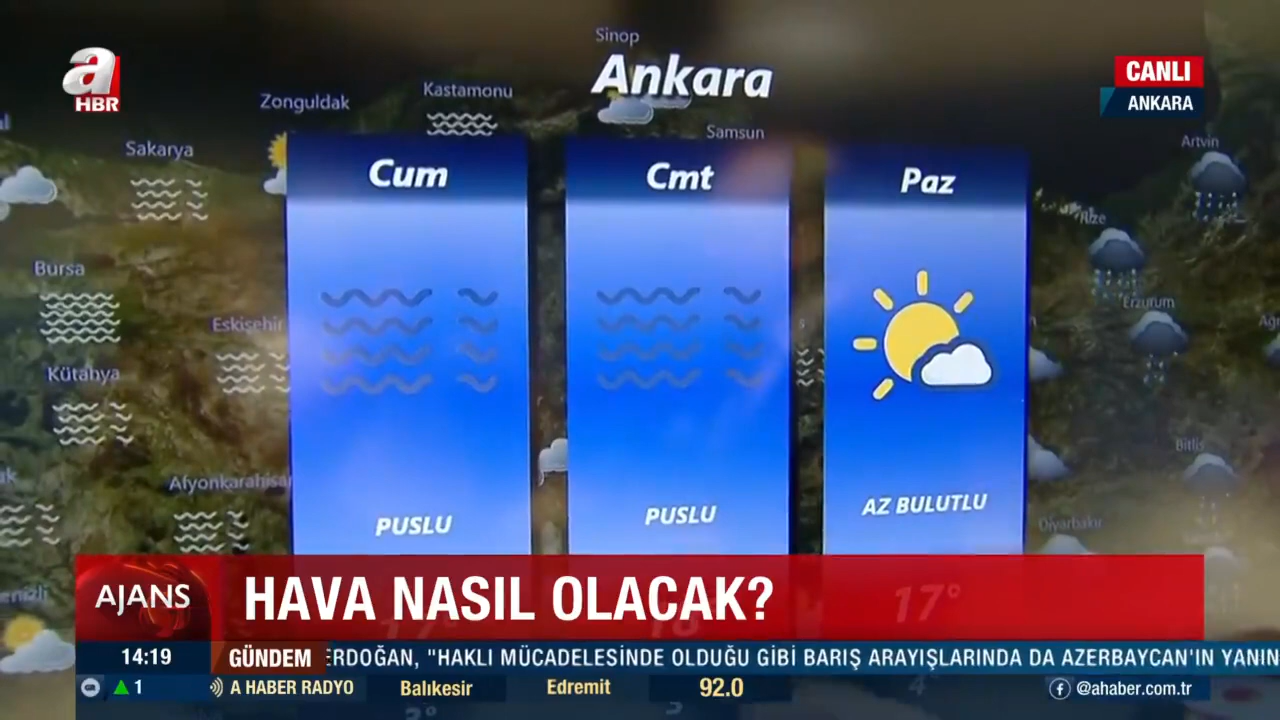 a
HBR
Sinop
Ankara
CANLI
ANKARA
Zonguldak
Kastamonu
Samsun
Sakarya
Artvin
Cum
Cmt
Paz
Rize
Bursa
Eskişehir
Erzurum
Kütahya
Afyonkarahisar
Bitlis
PUSLU
PUSLU
AZ BULUTLU
Diyarbakır
AJANS
HAVA NASIL OLACAK?
17°
14:19
GÜNDEM
ERDOĞAN, "HAKLI MÜCADELESİNDE OLDUĞU GİBİ BARIŞ ARAYIŞLARINDA DA AZERBAYCAN'IN YANIN
1
A HABER RADYO
Balıkesir
Edremit
92.0
@ahaber.com.tr